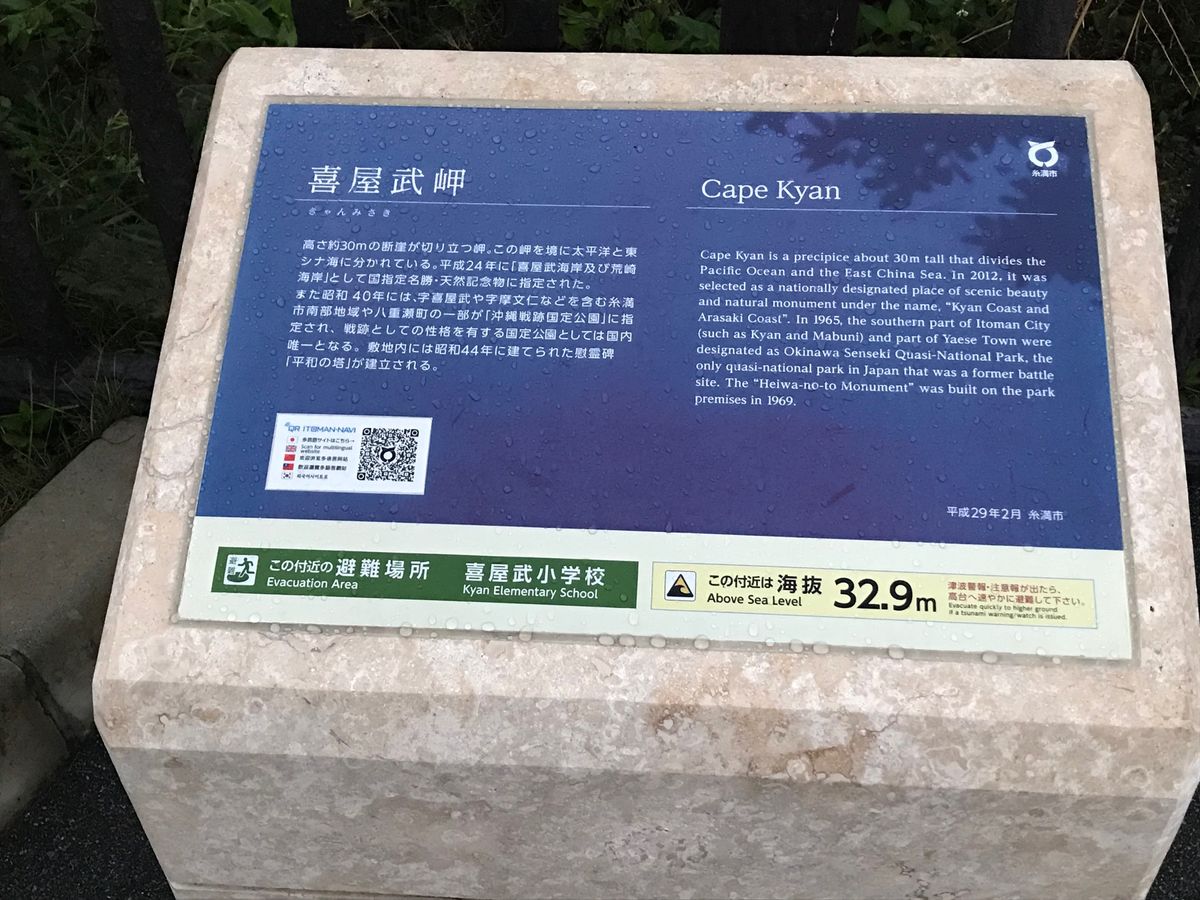 喜屋武岬
きゃんみさき
高さ約30mの断崖が切り立つ岬。この岬を境に太平洋と東
シナ海に分かれている。平成24年に「喜屋武海岸及び荒崎
海岸」として国指定名勝・天然記念物に指定された。
また昭和 40年には、字喜屋武や字摩文仁などを含む糸満
市南部地域や八重瀬町の一部が「沖縄戦跡国定公園」に指
定され、戦跡としての性格を有する国定公園としては国内
唯一となる。敷地内には昭和44年に建てられた慰霊碑
「平和の塔」が建立される。
QR ITOMAN-NAVI
多言語サイトはこちら→
Scan for multilingual
website
糸満市
Cape Kyan
Cape Kyan is a precipice about 30m tall that divides the
Pacific Ocean and the East China Sea. In 2012, it was
selected as a nationally designated place of scenic beauty
and natural monument under the name, “Kyan Coast and
Arasaki Coast”. In 1965, the southern part of Itoman City
(such as Kyan and Mabuni) and part of Yaese Town were
designated as Okinawa Senseki Quasi-National Park, the
only quasi-national park in Japan that was a former battle
site. The “Heiwa-no-to Monument” was built on the park
premises in 1969.
平成29年2月 糸満市
避難
この付近の 避難場所 喜屋武小学校
Evacuation Area Kyan Elementary School
この付近は 海抜 32.9m
Above Sea Level
津波警報・注意報が出たら、
高台へ速やかに避難して下さい。
Evacuate quickly to higher ground
if a tsunami warning/watch is issued.